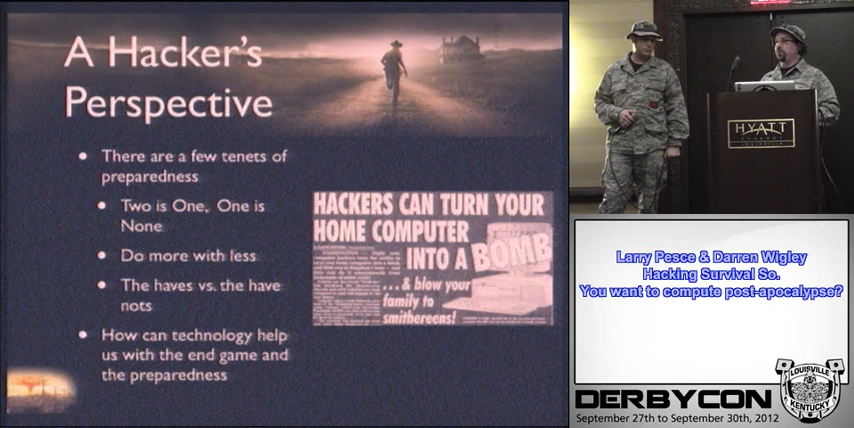 A Hacker's
Perspective
• There are a few tenets of
preparedness
• Two is One, One is
None
• Do more with less
• The haves vs. the have
nots
• How can technology help
us with the end game and
the preparedness
HACKERS CAN TURN YOUR
HOME COMPUTER
INTO A BOMB
...& blow your
family to
smithereens!
HYATT
Larry Pesce & Darren Wigley
Hacking Survival So.
You want to compute post-apocalypse?
DERBYCON
September 27th to September 30th, 2012
LOUISVILLE
KENTUCKY